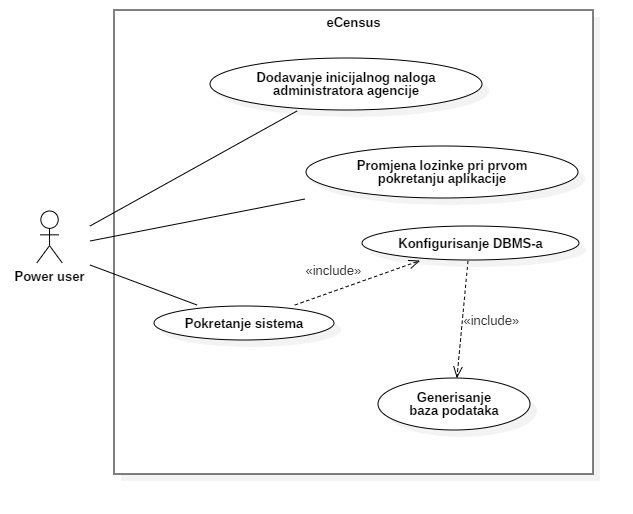 eCensus
Dodavanje inicijalnog naloga
administratora agencije
Promjena lozinke pri prvom
pokretanju aplikacije
Konfigurisanje DBMS-a
«include»
Power user
Pokretanje sistema
«include»
Generisanje
baza podataka